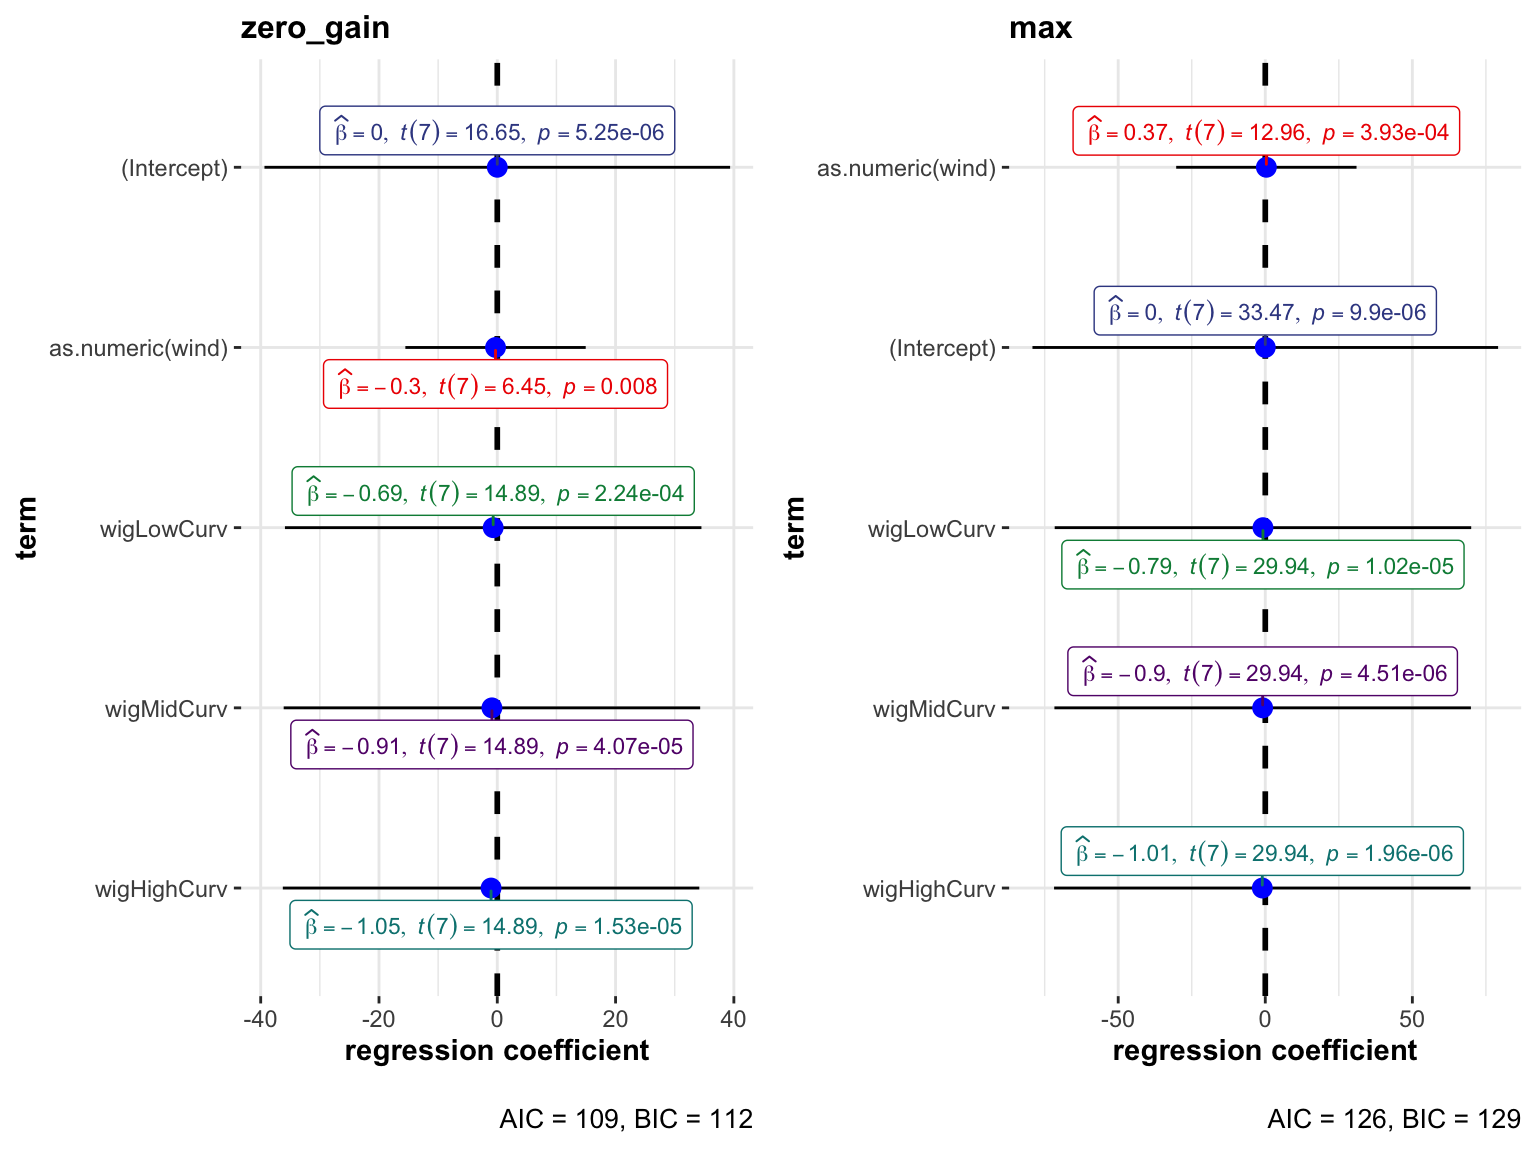 zero_gain
β̂ = 0, t(7) = 16.65, p = 5.25e-06
(Intercept)
as.numeric(wind)
β̂ = −0.3, t(7) = 6.45, p = 0.008
β̂ = −0.69, t(7) = 14.89, p = 2.24e-04
wigLowCurv
term
wigMidCurv
β̂ = −0.91, t(7) = 14.89, p = 4.07e-05
wigHighCurv
β̂ = −1.05, t(7) = 14.89, p = 1.53e-05
-40 -20 0 20 40
regression coefficient
AIC = 109, BIC = 112
max
β̂ = 0.37, t(7) = 12.96, p = 3.93e-04
as.numeric(wind)
β̂ = 0, t(7) = 33.47, p = 9.9e-06
(Intercept)
wigLowCurv
term
β̂ = −0.79, t(7) = 29.94, p = 1.02e-05
β̂ = −0.9, t(7) = 29.94, p = 4.51e-06
wigMidCurv
β̂ = −1.01, t(7) = 29.94, p = 1.96e-06
wigHighCurv
-50 0 50
regression coefficient
AIC = 126, BIC = 129